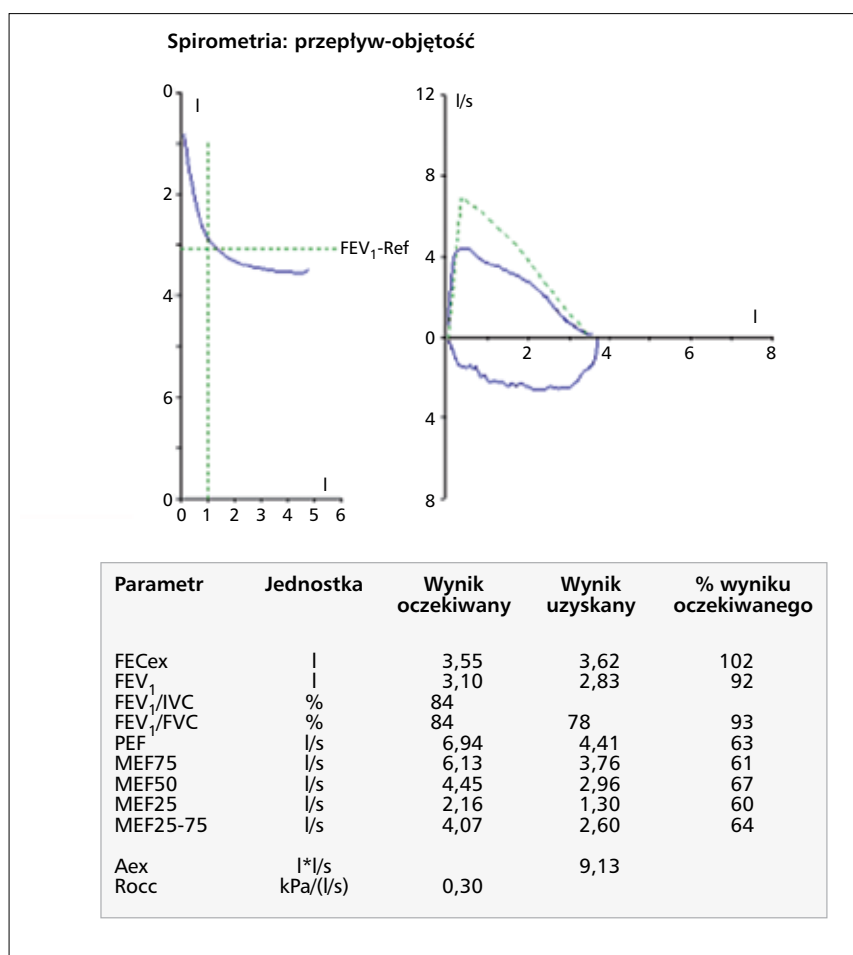 Spirometria: przepływ-objętość
0
l
2
4
6
0
0 1 2 3 4 5 6
l
FEV1-Ref
12
l/s
8
4
0
4
8
2 4 6 8
l
Parametr Jednostka Wynik oczekiwany Wynik uzyskany % wyniku oczekiwanego
FECex l 3,55 3,62 102
FEV1 l 3,10 2,83 92
FEV1/IVC % 84
FEV1/FVC % 84 78 93
PEF l/s 6,94 4,41 63
MEF75 l/s 6,13 3,76 61
MEF50 l/s 4,45 2,96 67
MEF25 l/s 2,16 1,30 60
MEF25-75 l/s 4,07 2,60 64
Aex l*l/s 9,13
Rocc kPa/(l/s) 0,30